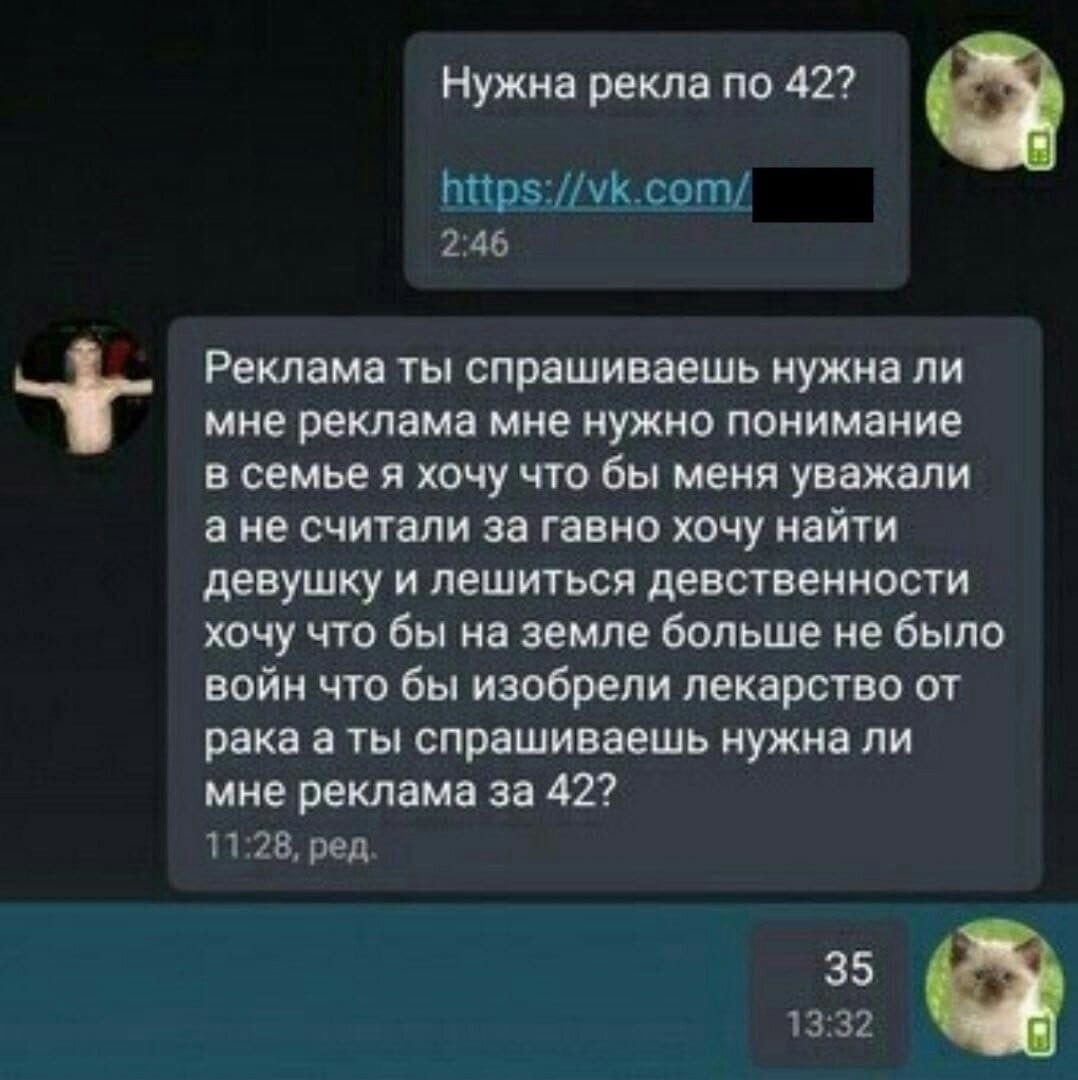 Нужна рекла по 42?
https://vk.com/
2:46
Реклама ты спрашиваешь нужна ли
мне реклама мне нужно понимание
в семье я хочу что бы меня уважали
а не считали за гавно хочу найти
девушку и лешиться девственности
хочу что бы на земле больше не было
войн что бы изобрели лекарство от
рака а ты спрашиваешь нужна ли
мне реклама за 42?
11:28, ред.
35
13:32